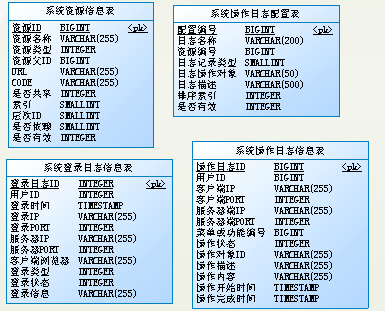 系统资源信息表
资源ID BIGINT <pk>
资源名称 VARCHAR(255)
资源类型 INTEGER
资源父ID BIGINT
URL VARCHAR(255)
CODE VARCHAR(255)
是否共享 INTEGER
索引 SMALLINT
层次ID SMALLINT
是否依赖 SMALLINT
是否有效 INTEGER
系统操作日志配置表
配置编号 BIGINT <pk>
日志名称 VARCHAR(200)
资源编号 BIGINT
日志记录类型 SMALLINT
日志操作对象 VARCHAR(50)
日志描述 VARCHAR(500)
排序索引 INTEGER
是否有效 INTEGER
系统登录日志信息表
登录日志ID INTEGER <pk>
用户ID INTEGER
登录时间 TIMESTAMP
登录IP VARCHAR(255)
登录PORT INTEGER
服务器IP VARCHAR(255)
服务器PORT INTEGER
客户端浏览器 VARCHAR(255)
登录类型 INTEGER
登录状态 INTEGER
登录信息 VARCHAR(255)
系统操作日志信息表
操作日志ID BIGINT <pk>
用户ID BIGINT
客户端IP VARCHAR(255)
客户端PORT INTEGER
服务器端IP VARCHAR(255)
服务器端PORT INTEGER
菜单或功能编号 BIGINT
操作状态 INTEGER
操作对象ID VARCHAR(255)
操作描述 VARCHAR(255)
操作内容 VARCHAR(255)
操作开始时间 TIMESTAMP
操作完成时间 TIMESTAMP